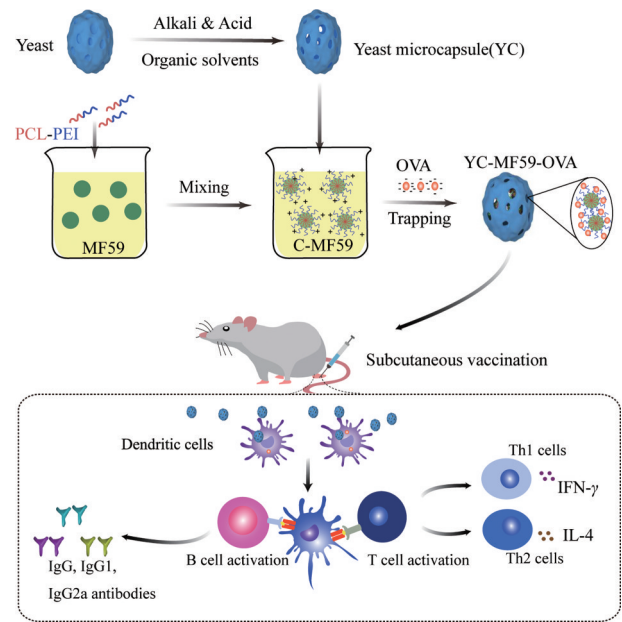 Yeast
Alkali & Acid
Organic solvents
Yeast microcapsule(YC)
PCL-PEI
MF59
Mixing
C-MF59
OVA
Trapping
YC-MF59-OVA
Subcutaneous vaccination
Dendritic cells
B cell activation
T cell activation
Th1 cells
IFN-γ
IL-4
Th2 cells
IgG, IgG1,
IgG2a antibodies